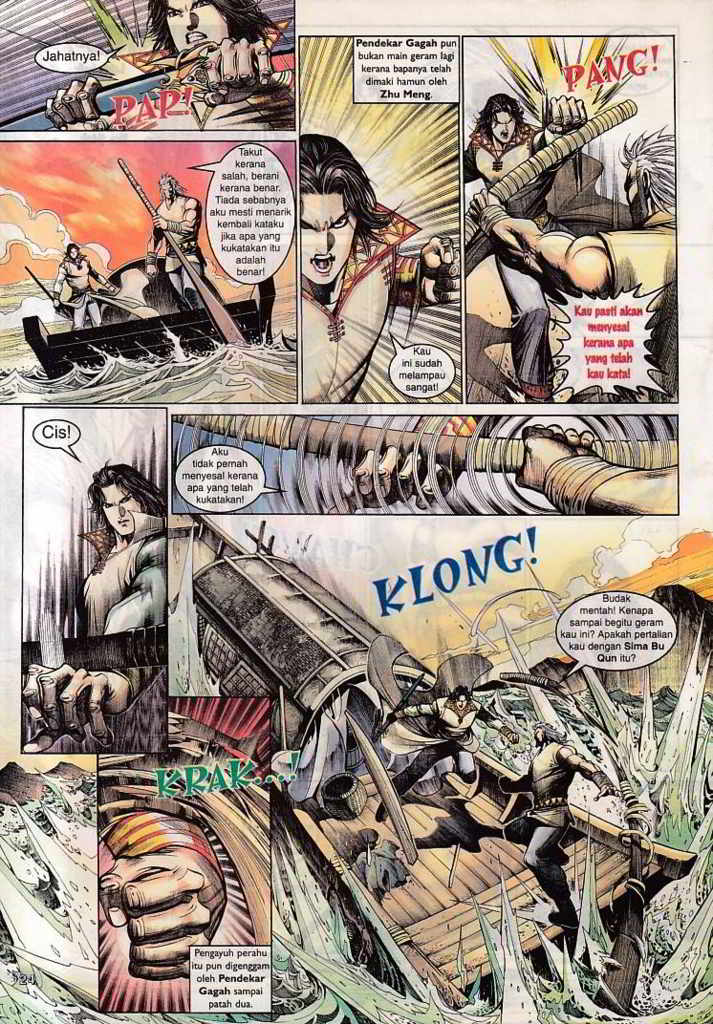 Jahatnya!
PAP!
Takut
kerana
salah, berani
kerana benar.
Tiada sebabnya
aku mesti menarik
kembali kataku
jika apa yang
kukatakan itu
adalah
benar!
Pendekar Gagah pun
bukan main geram lagi
kerana bapanya telah
dimaki hamun oleh
Zhu Meng.
Kau
ini sudah
melampau
sangat!
PANG!
Kau pasti akan
menyesal
kerana apa
yang telah
kau kata!
Cis!
Aku
tidak pernah
menyesal kerana
apa yang telah
kukatakan!
KLONG!
Budak
mentah! Kenapa
sampai begitu geram
kau ini? Apakah pertalian
kau dengan Sima Bu
Qun itu?
KRAK...!
Pengayuh perahu
itu pun digenggam
oleh Pendekar
Gagah sampai
patah dua.
24